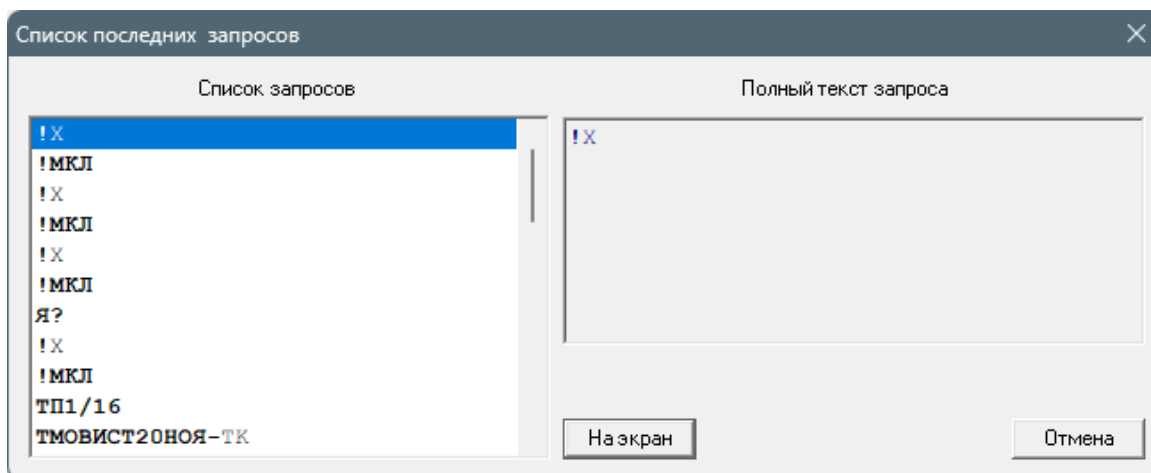 Список последних запросов
Список запросов
Полный текст запроса
!X
!МКЛ
!X
!МКЛ
!X
!МКЛ
Я?
!X
!МКЛ
ТП1/16
ТМОВИСТ20НОЯ-ТК
!X
На экран
Отмена